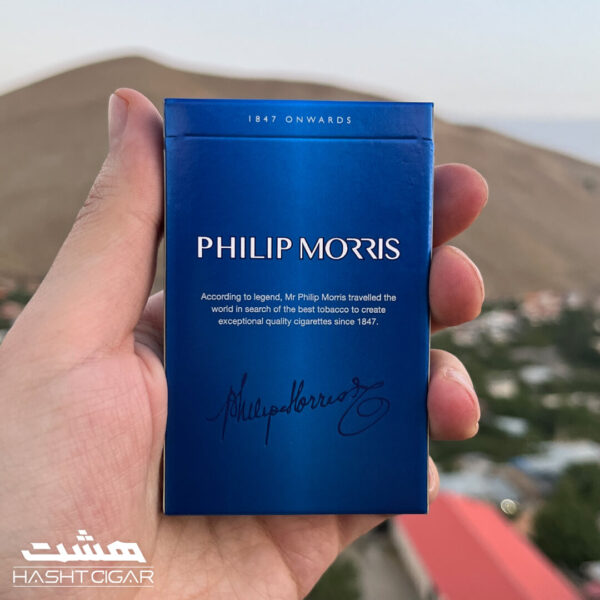 1847 ONWARDS
PHILIP MORRIS
According to legend, Mr Philip Morris travelled the
world in search of the best tobacco to create
exceptional quality cigarettes since 1847.
Philip Morris
هشت
HASHT CIGAR